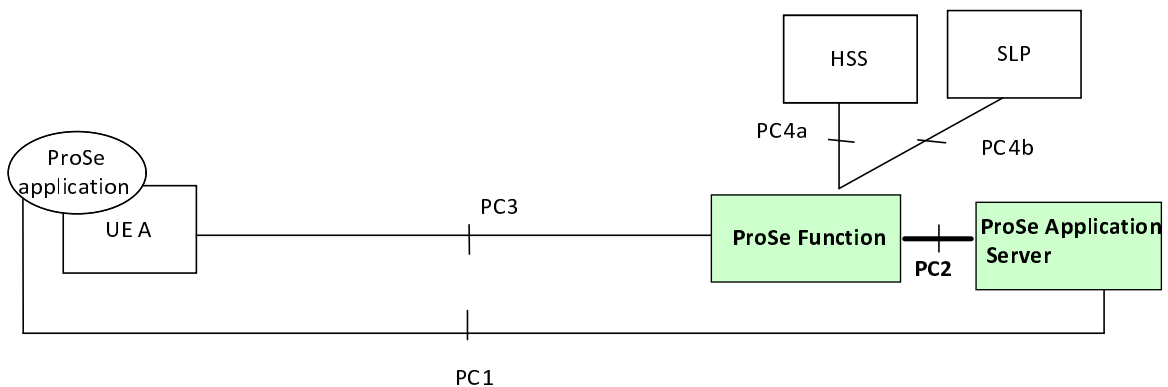 HSS
SLP
PC4a
PC4b
ProSe
application
UE A
PC3
ProSe Function
ProSe Application
Server
PC2
PC1